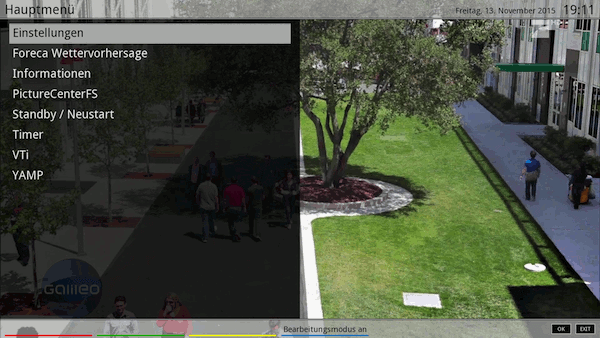 Hauptmenü
Freitag, 13. November 2015 19:11
Einstellungen
Foreca Wettervorhersage
Informationen
PictureCenterFS
Standby / Neustart
Timer
VTi
YAMP
Galileo
Bearbeitungsmodus an
OK EXIT